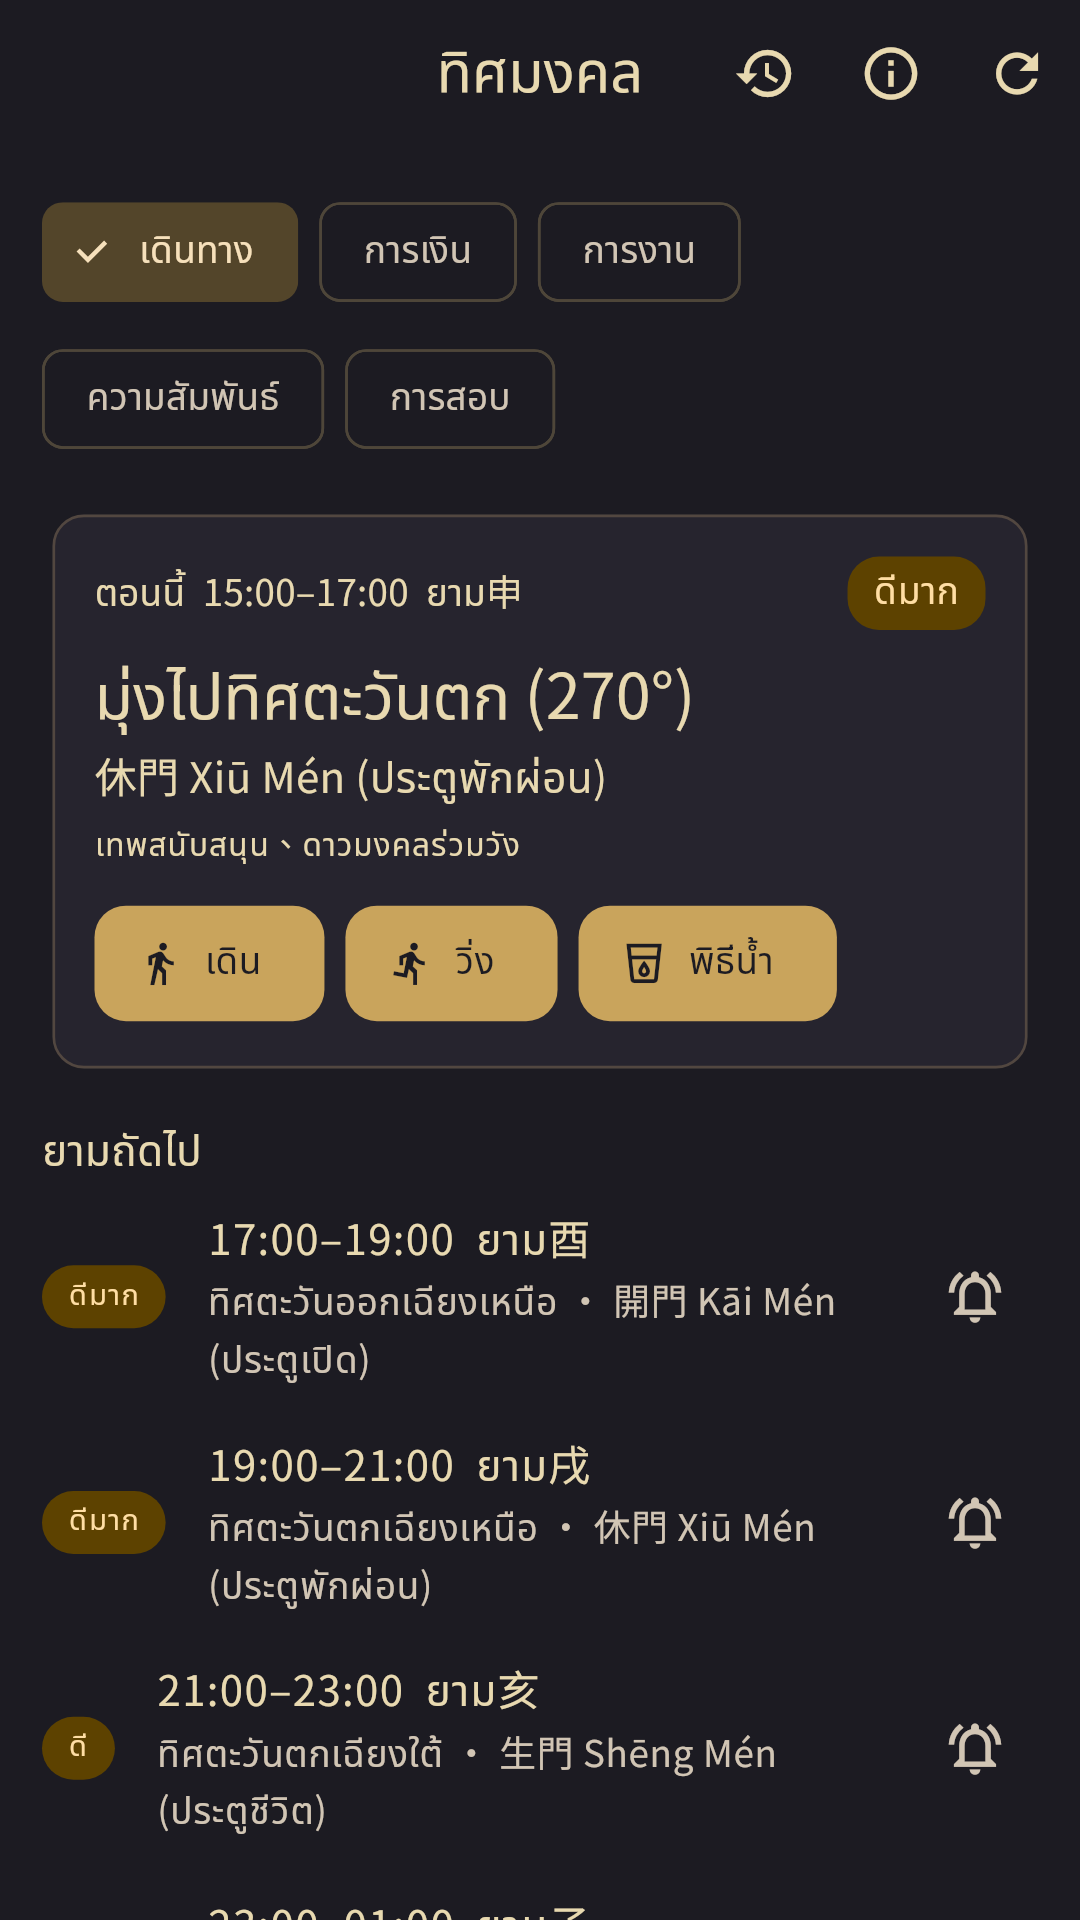 ทิศมงคล
เดินทาง
การเงิน
การงาน
ความสัมพันธ์
การสอบ
ตอนนี้ 15:00–17:00 ยาม申
ดีมาก
มุ่งไปทิศตะวันตก (270°)
休門 Xiū Mén (ประตูพักผ่อน)
เทพสนับสนุน、ดาวมงคลร่วมวัง
เดิน
วิ่ง
พิธีน้ำ
ยามถัดไป
17:00–19:00 ยาม酉
ดีมาก
ทิศตะวันออกเฉียงเหนือ • 開門 Kāi Mén
(ประตูเปิด)
19:00–21:00 ยาม戌
ดีมาก
ทิศตะวันตกเฉียงเหนือ • 休門 Xiū Mén
(ประตูพักผ่อน)
21:00–23:00 ยาม亥
ดี
ทิศตะวันตกเฉียงใต้ • 生門 Shēng Mén
(ประตูชีวิต)
23:00–01:00 ยาม子